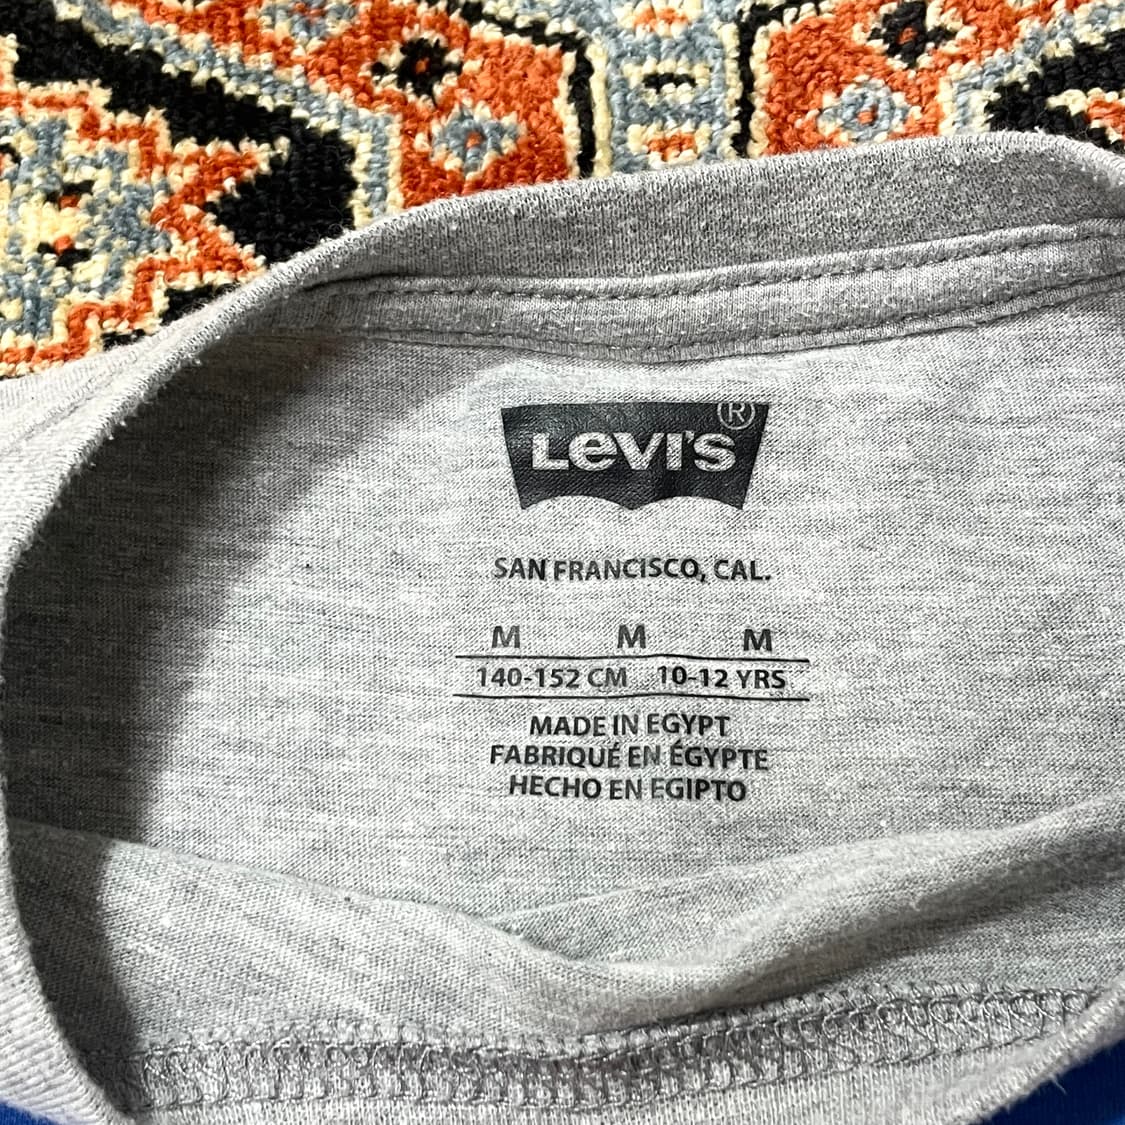 LEVI'S®
SAN FRANCISCO, CAL.
M M M
140-152 CM 10-12 YRS
MADE IN EGYPT
FABRIQUÉ EN ÉGYPTE
HECHO EN EGIPTO